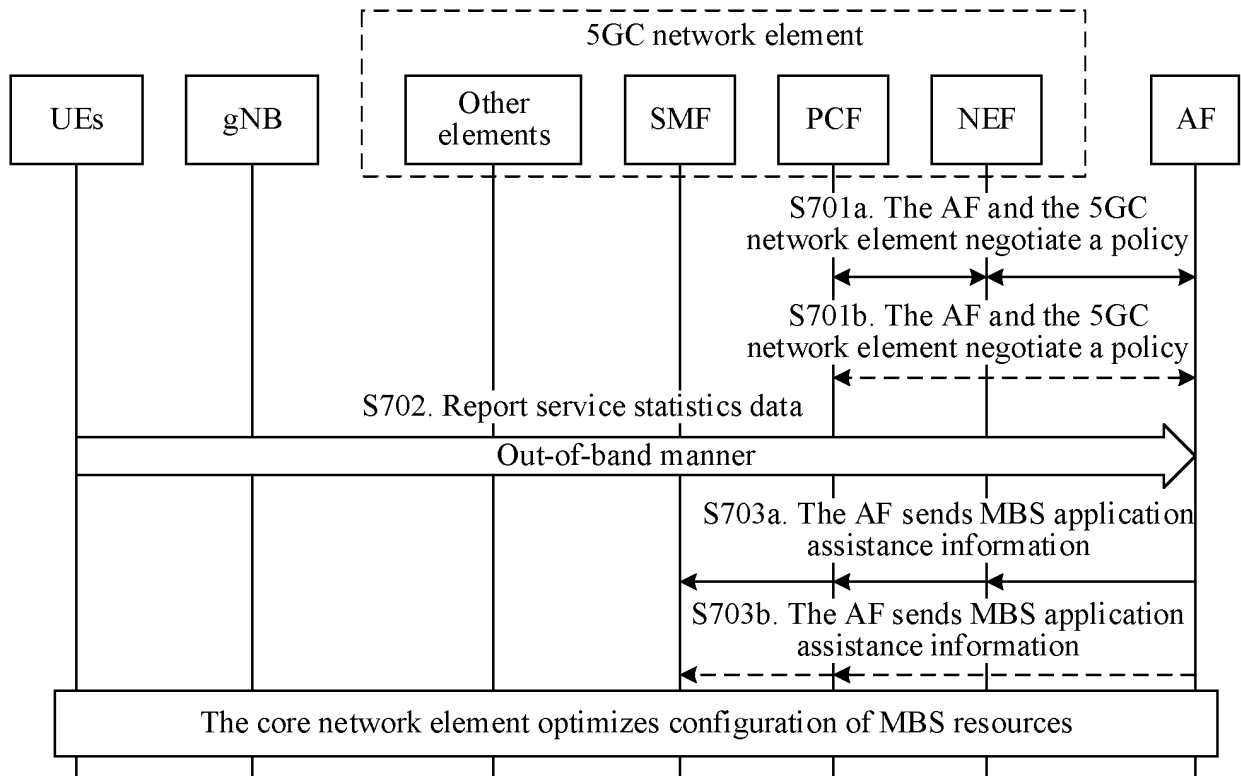 5GC network element
UEs
gNB
Other
elements
SMF
PCF
NEF
AF
S701a. The AF and the 5GC
network element negotiate a policy
S701b. The AF and the 5GC
network element negotiate a policy
S702. Report service statistics data
Out-of-band manner
S703a. The AF sends MBS application
assistance information
S703b. The AF sends MBS application
assistance information
The core network element optimizes configuration of MBS resources